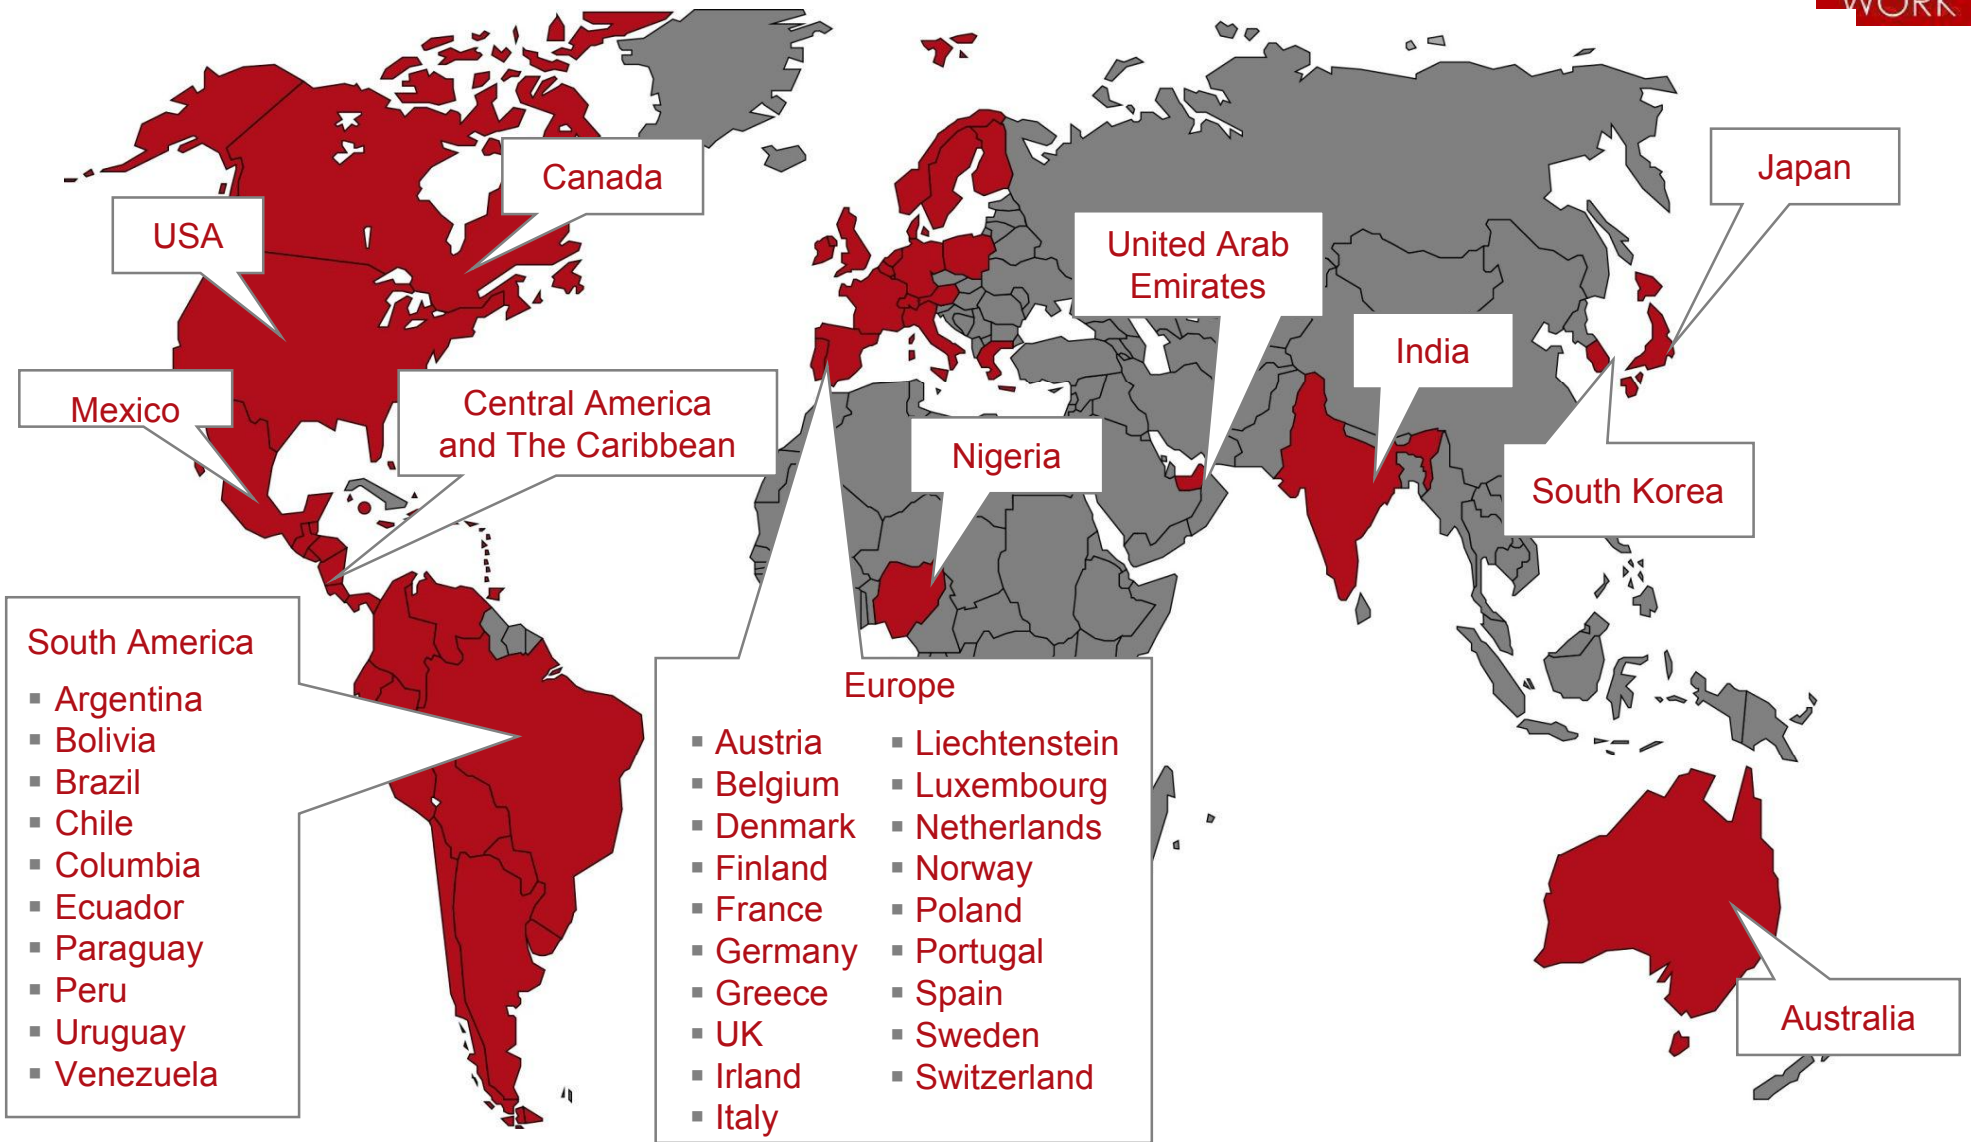 WORK
Canada
Japan
USA
United Arab
Emirates
India
Mexico
Central America
and The Caribbean
Nigeria
South Korea
South America
▪ Argentina
▪ Bolivia
▪ Brazil
▪ Chile
▪ Columbia
▪ Ecuador
▪ Paraguay
▪ Peru
▪ Uruguay
▪ Venezuela
Europe
▪ Austria
▪ Belgium
▪ Denmark
▪ Finland
▪ France
▪ Germany
▪ Greece
▪ UK
▪ Irland
▪ Italy
▪ Liechtenstein
▪ Luxembourg
▪ Netherlands
▪ Norway
▪ Poland
▪ Portugal
▪ Spain
▪ Sweden
▪ Switzerland
Australia